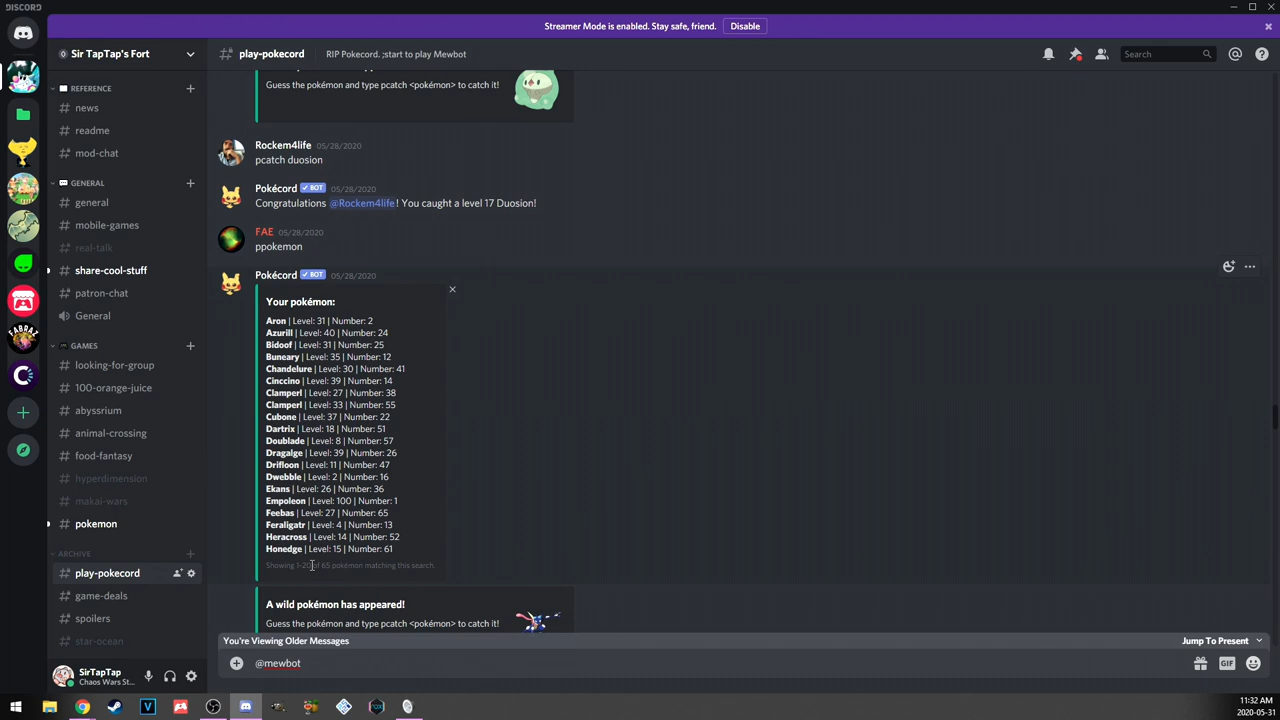 DISCORD
Streamer Mode is enabled. Stay safe, friend. Disable
Sir TapTap's Fort
play-pokecord RIP Pokecord. ;start to play Mewbot
Search
REFERENCE
news
readme
mod-chat
GENERAL
general
mobile-games
real-talk
share-cool-stuff
patron-chat
General
GAMES
looking-for-group
100-orange-juice
abyssrium
animal-crossing
food-fantasy
hyperdimension
makai-wars
pokemon
ARCHIVE
play-pokecord
game-deals
spoilers
star-ocean
SirTapTap
Chaos Wars St...
FABRAZ
Guess the pokémon and type pcatch <pokémon> to catch it!
Rockem4life 05/28/2020
pcatch duosion
Pokécord BOT 05/28/2020
Congratulations @Rockem4life! You caught a level 17 Duosion!
FAE 05/28/2020
ppokemon
Pokécord BOT 05/28/2020
Your pokémon:
Aron | Level: 31 | Number: 2
Azurill | Level: 40 | Number: 24
Bidoof | Level: 31 | Number: 25
Buneary | Level: 35 | Number: 12
Chandelure | Level: 30 | Number: 41
Cinccino | Level: 39 | Number: 14
Clamperl | Level: 27 | Number: 38
Clamperl | Level: 33 | Number: 55
Cubone | Level: 37 | Number: 22
Dartrix | Level: 18 | Number: 51
Doublade | Level: 8 | Number: 57
Dragalge | Level: 39 | Number: 26
Drifloon | Level: 11 | Number: 47
Dwebble | Level: 2 | Number: 16
Ekans | Level: 26 | Number: 36
Empoleon | Level: 100 | Number: 1
Feebas | Level: 27 | Number: 65
Feraligatr | Level: 4 | Number: 13
Heracross | Level: 14 | Number: 52
Honedge | Level: 15 | Number: 61
Showing 1-20 of 65 pokémon matching this search.
A wild pokémon has appeared!
Guess the pokémon and type pcatch <pokémon> to catch it!
You're Viewing Older Messages Jump To Present
@mewbot
GIF
11:32 AM
2020-05-31